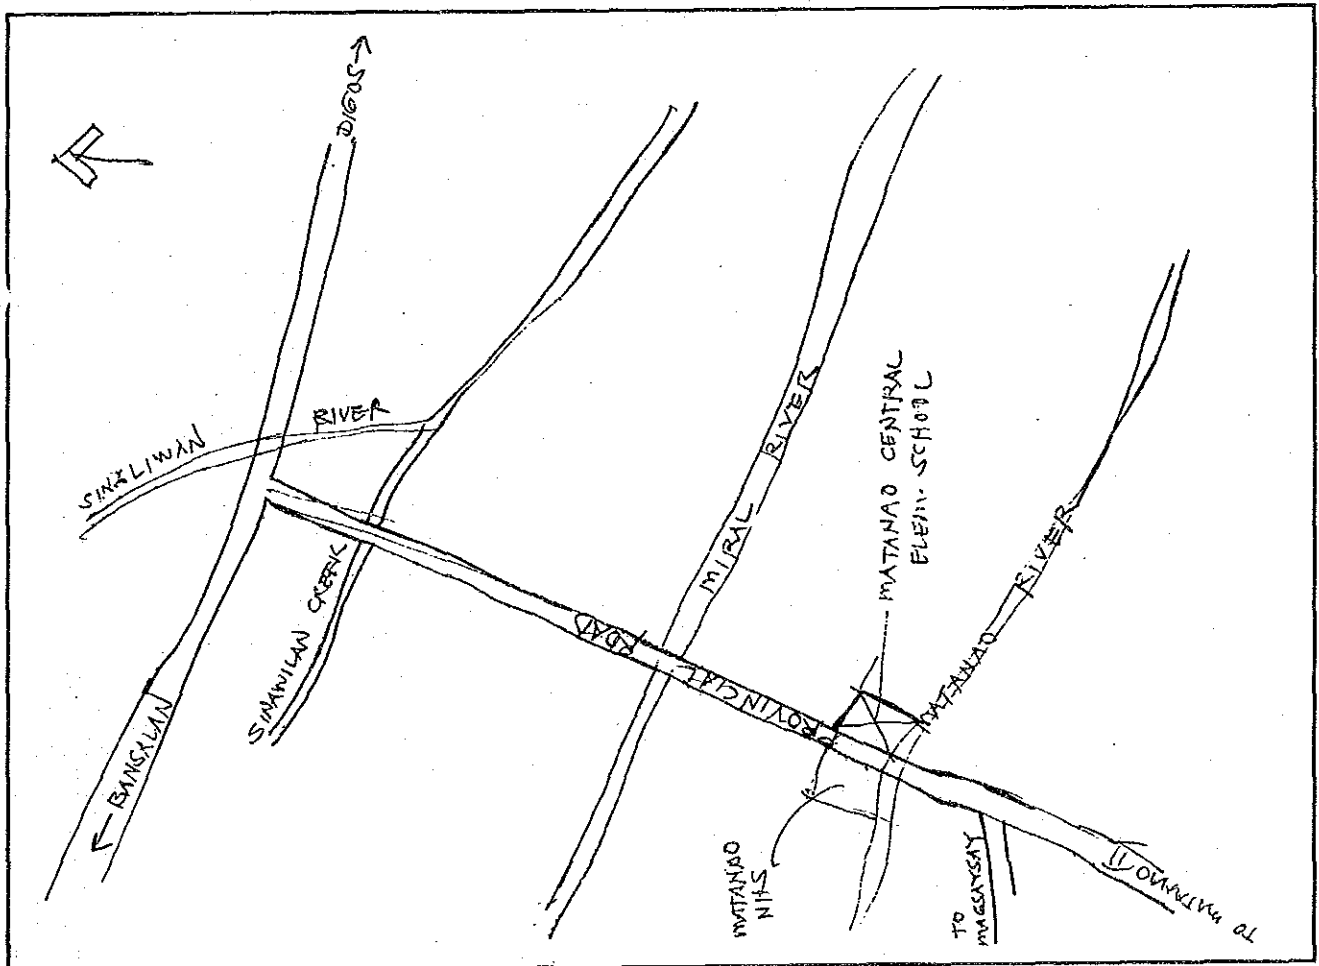 DIGOS →
SINALIWAN RIVER
← BANSALAN
SINAWILAN CREEK
PROVINCIAL ROAD
MIRAL RIVER
MATANAO CENTRAL
ELEM. SCHOOL
MATANAO RIVER
MATANAO
NHS
TO
MAGSAYSAY
TO MATANAO II